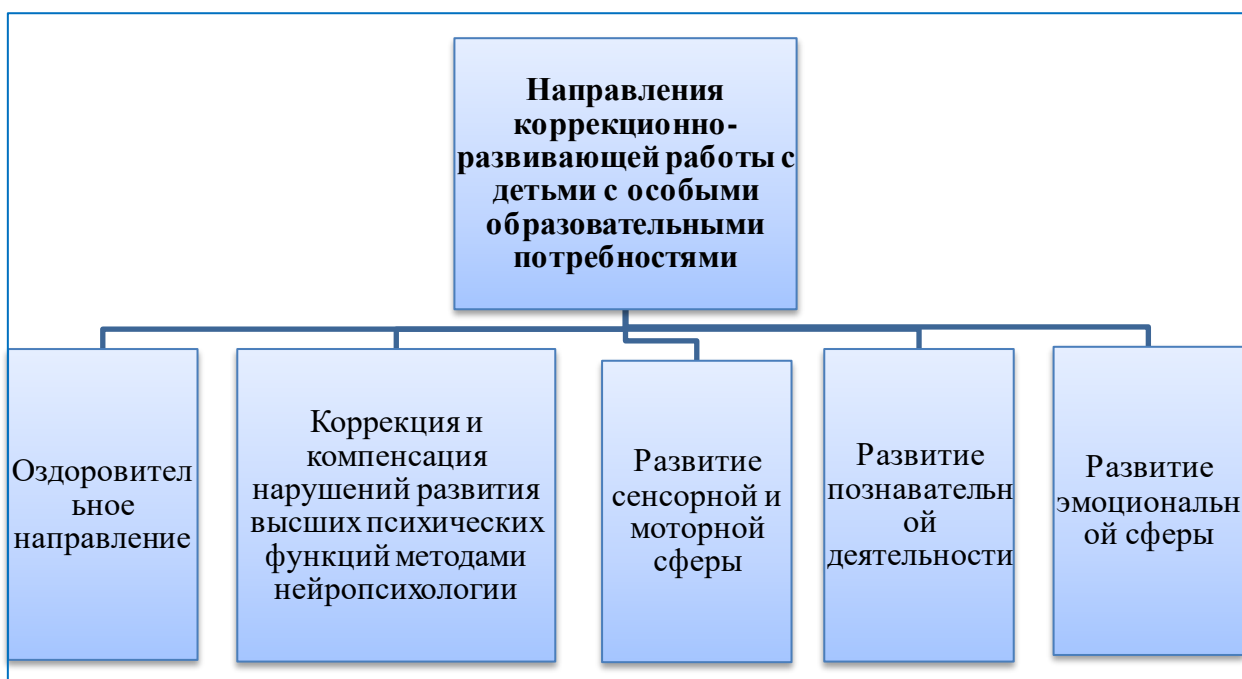 Направления
коррекционно-
развивающей работы с
детьми с особыми
образовательными
потребностями
Оздоровител
ьное
направление
Коррекция и
компенсация
нарушений развития
высших психических
функций методами
нейропсихологии
Развитие
сенсорной и
моторной
сферы
Развитие
познавательн
ой
деятельности
Развитие
эмоциональн
ой сферы